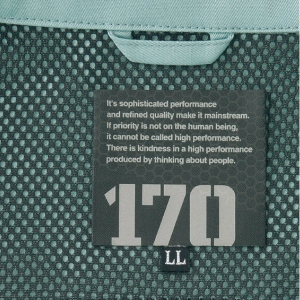 It's sophisticated performance
and refined quality make it mainstream.
If priority is not on the human being,
it cannot be called high performance.
There is kindness in a high performance
produced by thinking about people.
170
LL